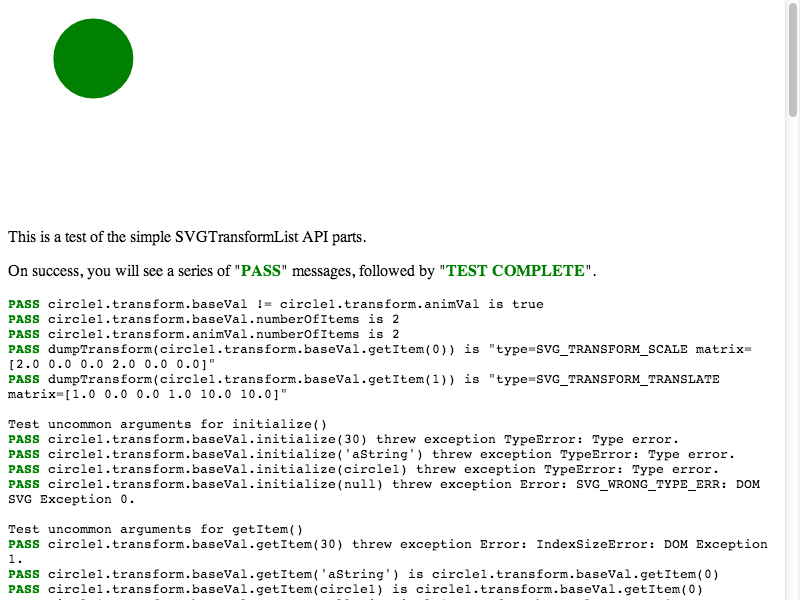 This is a test of the simple SVGTransformList API parts.
On success, you will see a series of "PASS" messages, followed by "TEST COMPLETE".
PASS circle1.transform.baseVal != circle1.transform.animVal is true
PASS circle1.transform.baseVal.numberOfItems is 2
PASS circle1.transform.animVal.numberOfItems is 2
PASS dumpTransform(circle1.transform.baseVal.getItem(0)) is "type=SVG_TRANSFORM_SCALE matrix=
[2.0 0.0 0.0 2.0 0.0 0.0]"
PASS dumpTransform(circle1.transform.baseVal.getItem(1)) is "type=SVG_TRANSFORM_TRANSLATE
matrix=[1.0 0.0 0.0 1.0 10.0 10.0]"
Test uncommon arguments for initialize()
PASS circle1.transform.baseVal.initialize(30) threw exception TypeError: Type error.
PASS circle1.transform.baseVal.initialize('aString') threw exception TypeError: Type error.
PASS circle1.transform.baseVal.initialize(circle1) threw exception TypeError: Type error.
PASS circle1.transform.baseVal.initialize(null) threw exception Error: SVG_WRONG_TYPE_ERR: DOM
SVG Exception 0.
Test uncommon arguments for getItem()
PASS circle1.transform.baseVal.getItem(30) threw exception Error: IndexSizeError: DOM Exception
1.
PASS circle1.transform.baseVal.getItem('aString') is circle1.transform.baseVal.getItem(0)
PASS circle1.transform.baseVal.getItem(circle1) is circle1.transform.baseVal.getItem(0)